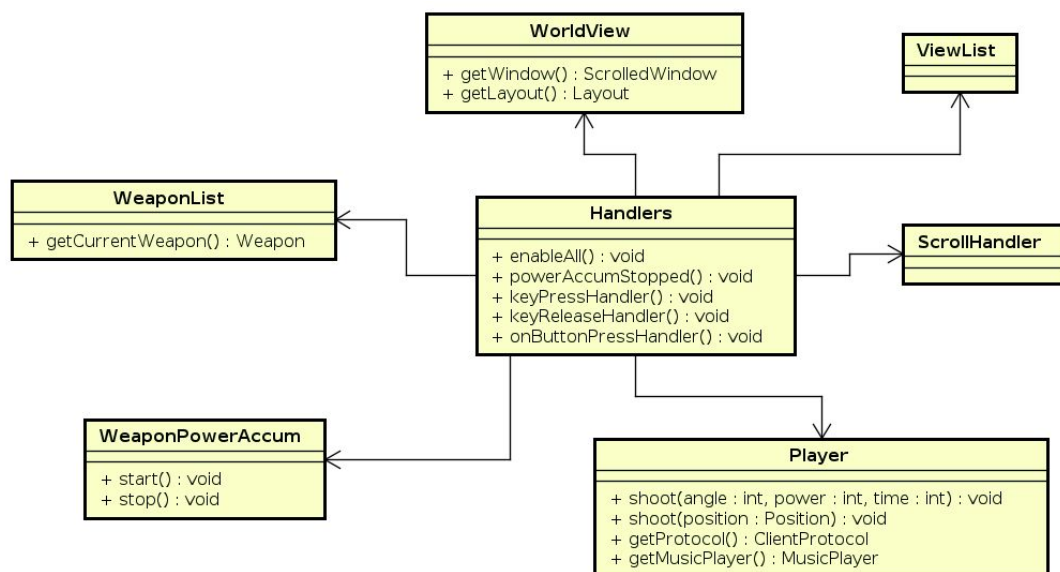 WorldView
+ getWindow() : ScrolledWindow
+ getLayout() : Layout
ViewList
WeaponList
+ getCurrentWeapon() : Weapon
Handlers
+ enableAll() : void
+ powerAccumStopped() : void
+ keyPressHandler() : void
+ keyReleaseHandler() : void
+ onButtonPressHandler() : void
ScrollHandler
WeaponPowerAccum
+ start() : void
+ stop() : void
Player
+ shoot(angle : int, power : int, time : int) : void
+ shoot(position : Position) : void
+ getProtocol() : ClientProtocol
+ getMusicPlayer() : MusicPlayer